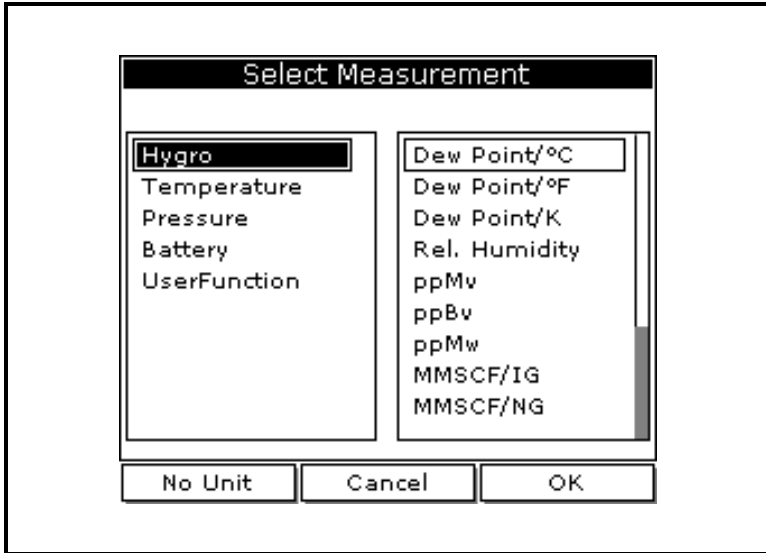 Select Measurement
Hygro
Temperature
Pressure
Battery
UserFunction
Dew Point/°C
Dew Point/°F
Dew Point/K
Rel. Humidity
ppMv
ppBv
ppMw
MMSCF/IG
MMSCF/NG
No Unit
Cancel
OK